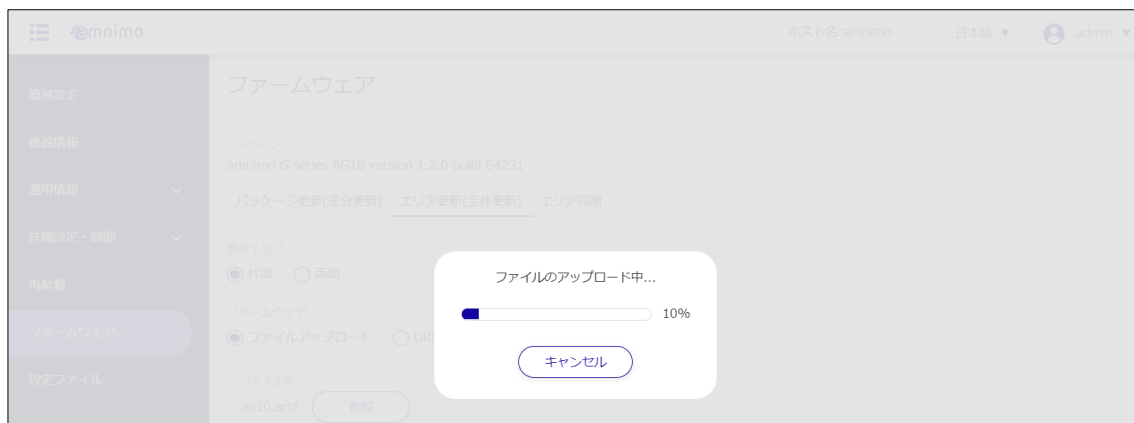 amnimo.
ホスト名:amnimo 日本語 ▼ admin ▼
簡易設定
機器情報
運用情報
詳細設定・制御
再起動
ファームウェア
設定ファイル
ファームウェア
バージョン
amnimo G series AG10 version 1.2.0 build 64231
パッケージ更新(差分更新) エリア更新(全体更新) エリア同期
更新エリア
片面 両面
ファームウェア
ファイルアップロード
ファイル名
ag10.amf 参照
ファイルのアップロード中...
10%
キャンセル